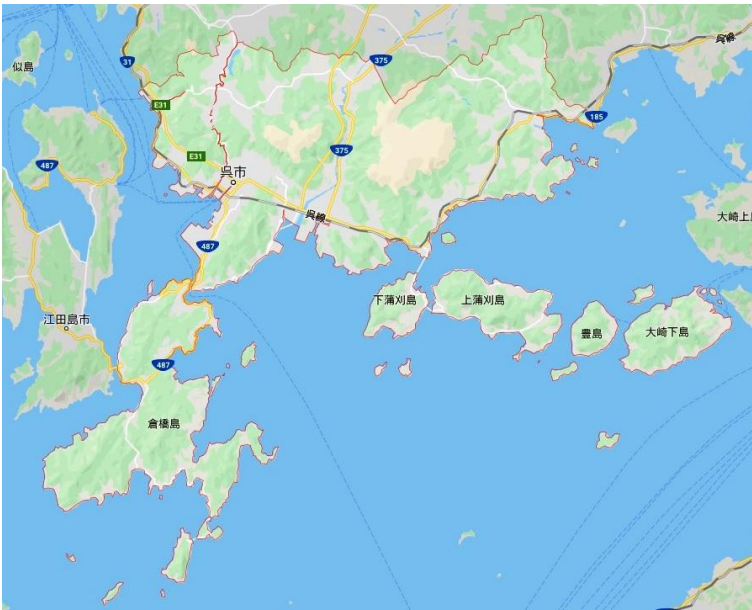 呉線
似島
31
375
E31
185
E31
375
487
呉市
呉線
大崎上
487
下蒲刈島
上蒲刈島
江田島市
豊島
大崎下島
487
倉橋島